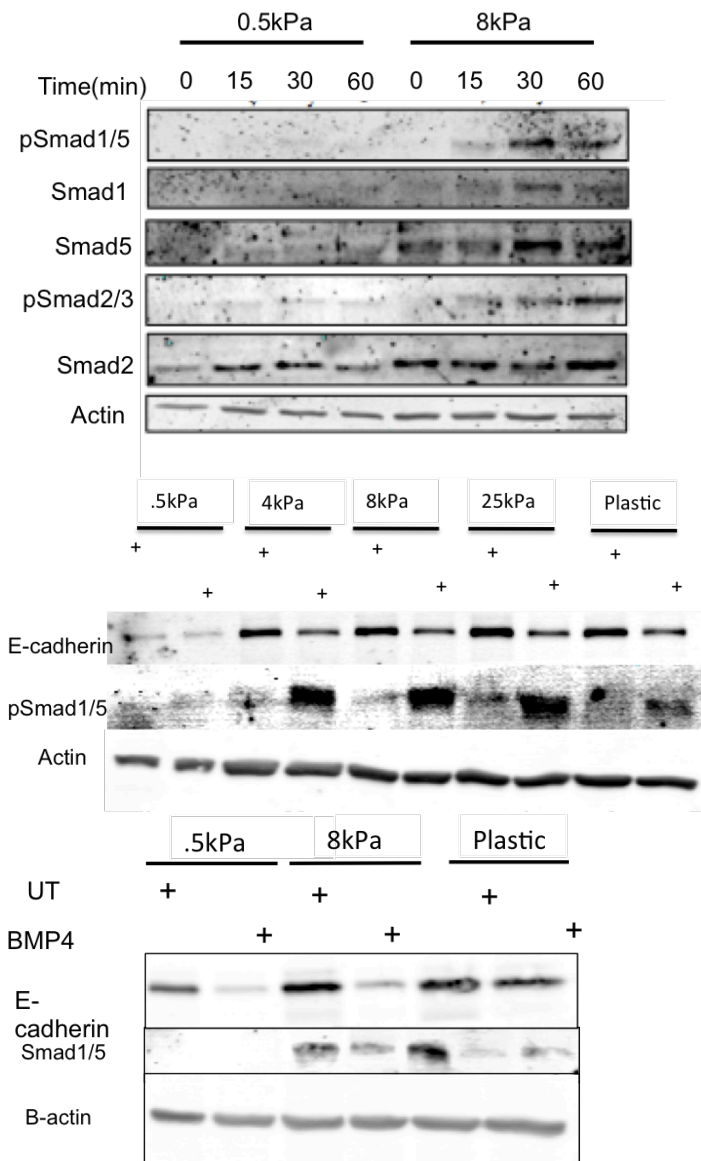 0.5kPa 8kPa
Time(min) 0 15 30 60 0 15 30 60
pSmad1/5
Smad1
Smad5
pSmad2/3
Smad2
Actin
.5kPa 4kPa 8kPa 25kPa Plastic
+ + + + +
+ + + + +
E-cadherin
pSmad1/5
Actin
.5kPa 8kPa Plastic
UT + + +
BMP4 + + +
E-
cadherin
Smad1/5
B-actin